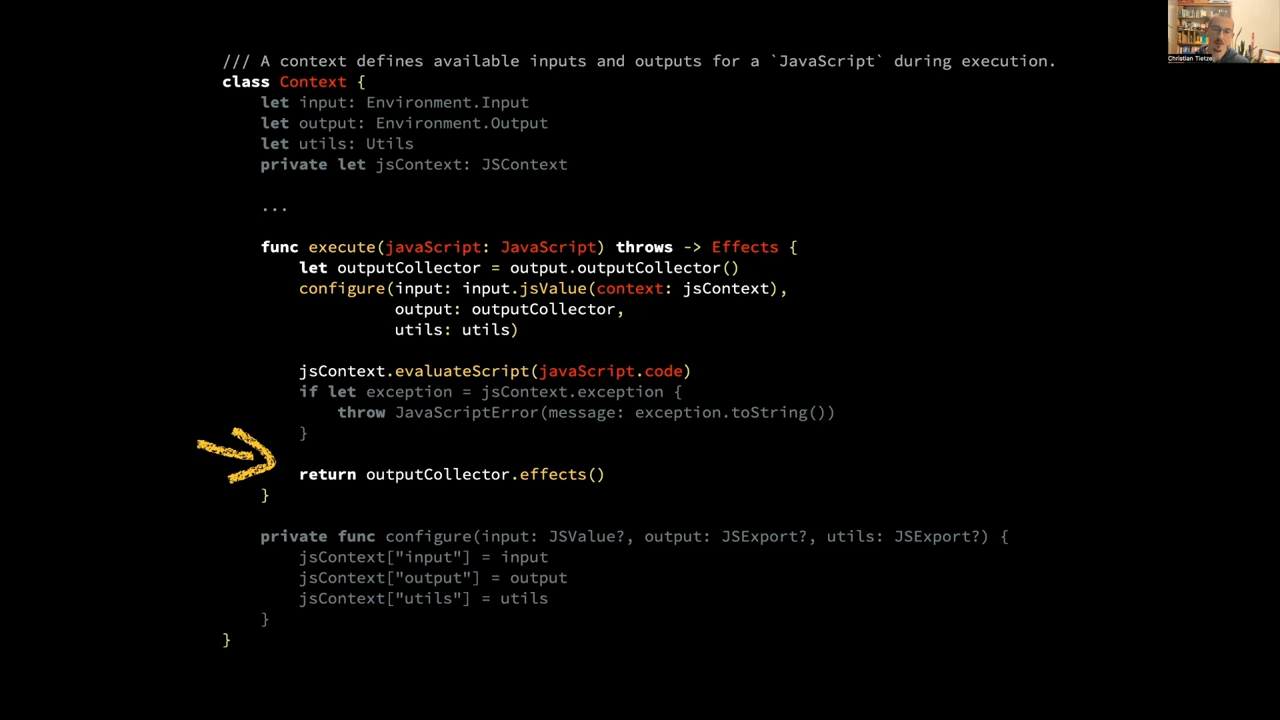 /// A context defines available inputs and outputs for a `JavaScript` during execution.
class Context {
    let input: Environment.Input
    let output: Environment.Output
    let utils: Utils
    private let jsContext: JSContext
    ...
    func execute(javaScript: JavaScript) throws -> Effects {
        let outputCollector = output.outputCollector()
        configure(input: input.jsValue(context: jsContext),
                  output: outputCollector,
                  utils: utils)
        jsContext.evaluateScript(javaScript.code)
        if let exception = jsContext.exception {
            throw JavaScriptError(message: exception.toString())
        }
        return outputCollector.effects()
    }
    private func configure(input: JSValue?, output: JSExport?, utils: JSExport?) {
        jsContext["input"] = input
        jsContext["output"] = output
        jsContext["utils"] = utils
    }
}
Christian Tietze